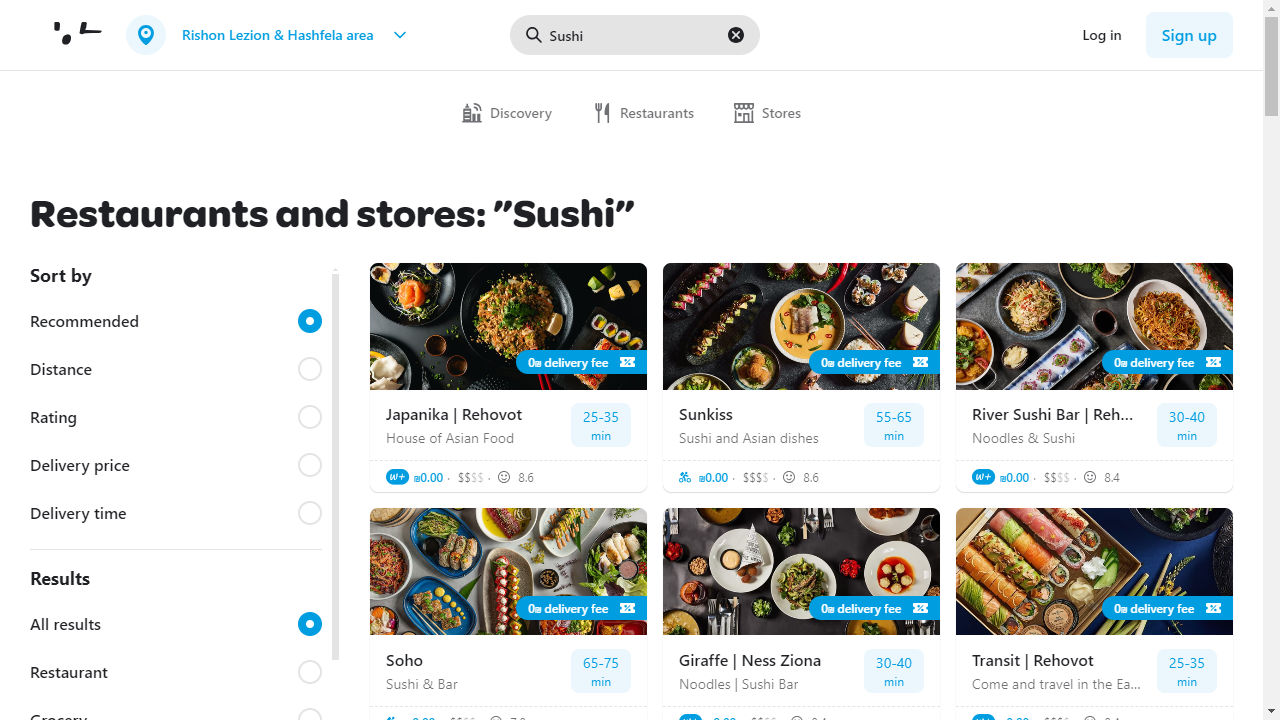 Rishon Lezion & Hashfela area
Sushi
Log in
Sign up
Discovery
Restaurants
Stores
Restaurants and stores: ”Sushi”
Sort by
Recommended
Distance
Rating
Delivery price
Delivery time
Results
All results
Restaurant
Grocery
0₪ delivery fee
Japanika | Rehovot
House of Asian Food
25-35
min
W+ ₪0.00 · $$$$ 8.6
0₪ delivery fee
Sunkiss
Sushi and Asian dishes
55-65
min
₪0.00 · $$$$ · 8.6
0₪ delivery fee
River Sushi Bar | Reh...
Noodles & Sushi
30-40
min
W+ ₪0.00 · $$$$ · 8.4
0₪ delivery fee
Soho
Sushi & Bar
65-75
min
0₪ delivery fee
Giraffe | Ness Ziona
Noodles | Sushi Bar
30-40
min
0₪ delivery fee
Transit | Rehovot
Come and travel in the Ea...
25-35
min